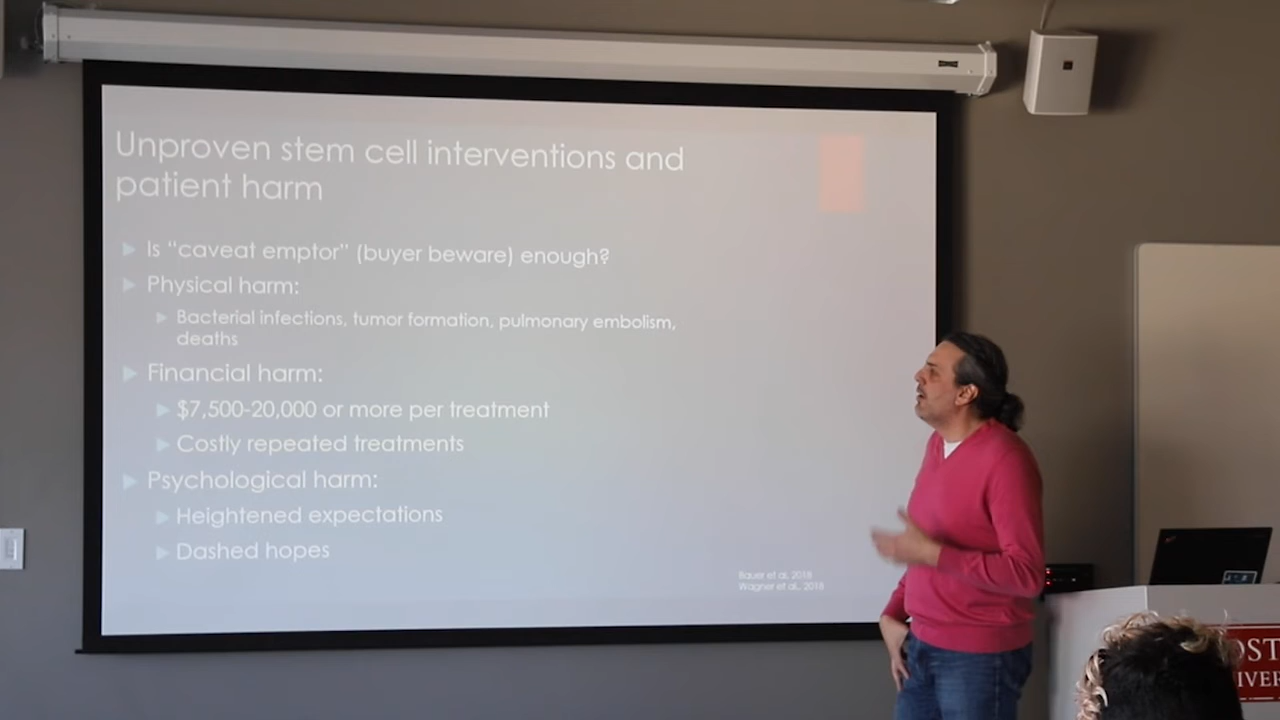 Unproven stem cell interventions and
patient harm
Is “caveat emptor” (buyer beware) enough?
Physical harm:
Bacterial infections, tumor formation, pulmonary embolism,
deaths
Financial harm:
$7,500-20,000 or more per treatment
Costly repeated treatments
Psychological harm:
Heightened expectations
Dashed hopes
Bauer et al. 2018
Wagner et al., 2018
OST
IVER